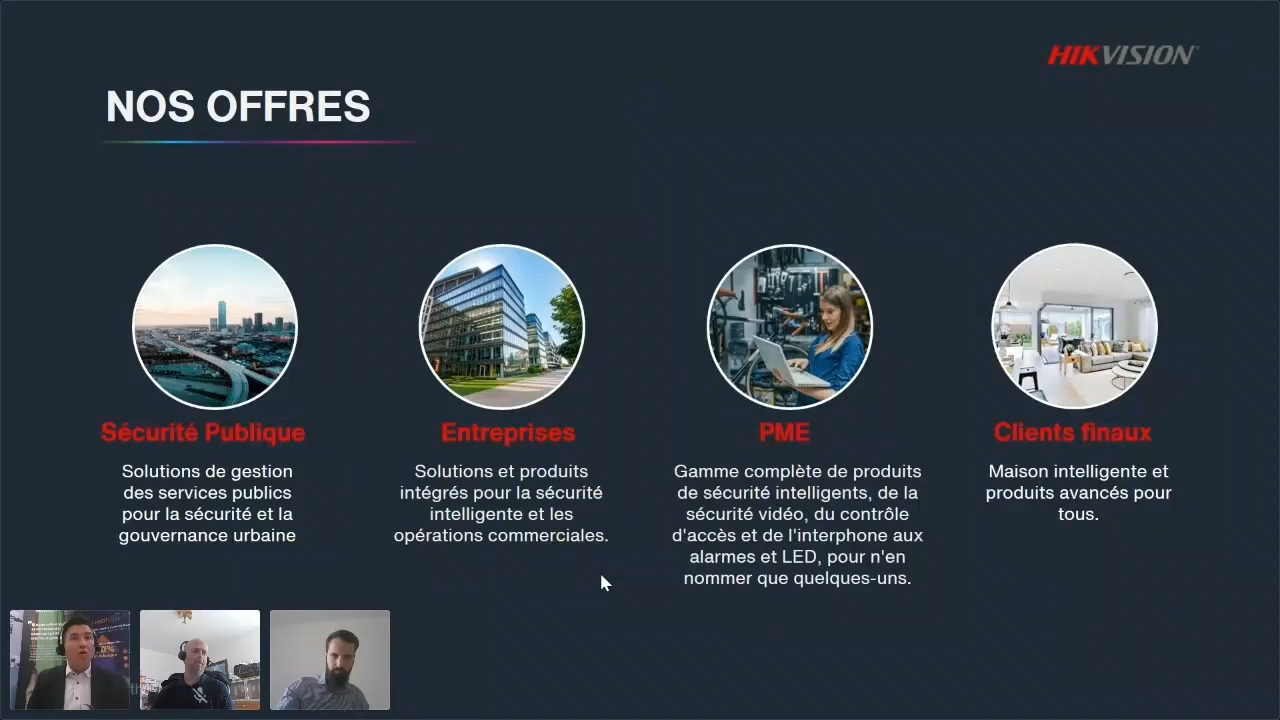 HIKVISION
NOS OFFRES
Sécurité Publique
Solutions de gestion
des services publics
pour la sécurité et la
gouvernance urbaine
Entreprises
Solutions et produits
intégrés pour la sécurité
intelligente et les
opérations commerciales.
PME
Gamme complète de produits
de sécurité intelligents, de la
sécurité vidéo, du contrôle
d'accès et de l'interphone aux
alarmes et LED, pour n'en
nommer que quelques-uns.
Clients finaux
Maison intelligente et
produits avancés pour
tous.